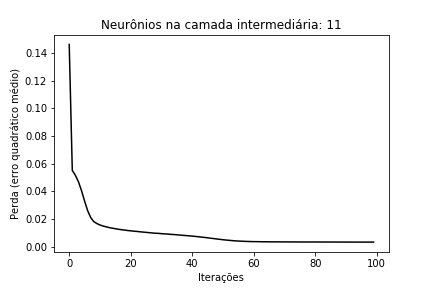 Neurônios na camada intermediária: 11
Perda (erro quadrático médio)
0.14
0.12
0.10
0.08
0.06
0.04
0.02
0.00
0 20 40 60 80 100
Iterações